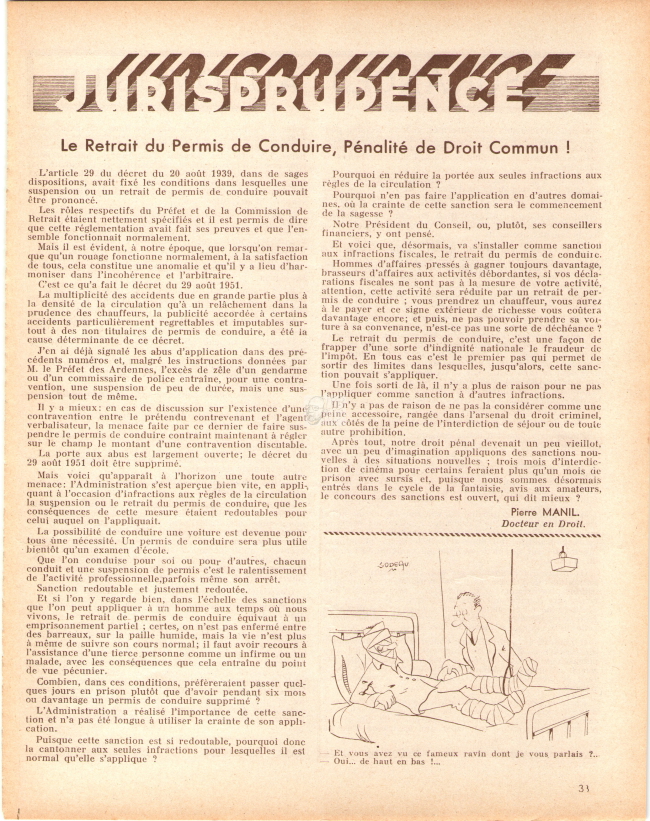 JURISPRUDENCE
Le Retrait du Permis de Conduire, Pénalité de Droit Commun !
L'article 29 du décret du 20 août 1939, dans de sages
dispositions, avait fixé les conditions dans lesquelles une
suspension ou un retrait de permis de conduire pouvait
être prononcé.
Les rôles respectifs du Préfet et de la Commission de
Retrait étaient nettement spécifiés et il est permis de dire
que cette réglementation avait fait ses preuves et que l'en-
semble fonctionnait normalement.
Mais il est évident, à notre époque, que lorsqu'on remar-
que qu'un rouage fonctionne normalement, à la satisfaction
de tous, cela constitue une anomalie et qu'il y a lieu d'har-
moniser dans l'incohérence et l'arbitraire.
C'est ce qu'a fait le décret du 29 août 1951.
La multiplicité des accidents due en grande partie plus à
la densité de la circulation qu'à un relâchement dans la
prudence des chauffeurs, la publicité accordée à certains
accidents particulièrement regrettables et imputables sur-
tout à des non titulaires de permis de conduire, a été la
cause déterminante de ce décret.
J'en ai déjà signalé les abus d'application dans des pré-
cédents numéros et, malgré les instructions données par
M. le Préfet des Ardennes, l'excès de zèle d'un gendarme
ou d'un commissaire de police entraîne, pour une contra-
vention, une suspension de peu de durée, mais une sus-
pension tout de même.
Il y a mieux : en cas de discussion sur l'existence d'une
contravention entre le prétendu contrevenant et l'agent
verbalisateur, la menace faite par ce dernier de faire sus-
pendre le permis de conduire contraint maintenant à régler
sur le champ le montant d'une contravention discutable.
La porte aux abus est largement ouverte; le décret du
29 août 1951 doit être supprimé.
Mais voici qu'apparaît à l'horizon une toute autre
menace : l'Administration s'est aperçue bien vite, en appli-
quant à l'occasion d'infractions aux règles de la circulation
la suspension ou le retrait du permis de conduire, que les
conséquences de cette mesure étaient redoutables pour
celui auquel on l'appliquait.
La possibilité de conduire une voiture est devenue pour
tous une nécessité. Un permis de conduire sera plus utile
bientôt qu'un examen d'école.
Que l'on conduise pour soi ou pour d'autres, chacun
conduit et une suspension de permis c'est le ralentissement
de l'activité professionnelle,parfois même son arrêt.
Sanction redoutable et justement redoutée.
Et si l'on y regarde bien, dans l'échelle des sanctions
que l'on peut appliquer à un homme aux temps où nous
vivons, le retrait de permis de conduire équivaut à un
emprisonnement partiel ; certes, on n'est pas enfermé entre
des barreaux, sur la paille humide, mais la vie n'est plus
à même de suivre son cours normal; il faut avoir recours à
l'assistance d'une tierce personne comme un infirme ou un
malade, avec les conséquences que cela entraîne du point
de vue pécunier.
Combien, dans ces conditions, préféreraient passer quel-
ques jours en prison plutôt que d'avoir pendant six mois
ou davantage un permis de conduire supprimé ?
L'Administration a réalisé l'importance de cette sanc-
tion et n'a pas été longue à utiliser la crainte de son appli-
cation.
Puisque cette sanction est si redoutable, pourquoi donc
la cantonner aux seules infractions pour lesquelles il est
normal qu'elle s'applique ?
Pourquoi en réduire la portée aux seules infractions aux
règles de la circulation ?
Pourquoi n'en pas faire l'application en d'autres domai-
nes, où la crainte de cette sanction sera le commencement
de la sagesse ?
Notre Président du Conseil, ou, plutôt, ses conseillers
financiers, y ont pensé.
Et voici que, désormais, va s'installer comme sanction
aux infractions fiscales, le retrait du permis de conduire.
Hommes d'affaires pressés à gagner toujours davantage,
brasseurs d'affaires aux activités débordantes, si vos décla-
rations fiscales ne sont pas à la mesure de votre activité,
attention, cette activité sera réduite par un retrait de per-
mis de conduire ; vous prendrez un chauffeur, vous aurez
à le payer et ce signe extérieur de richesse vous coûtera
davantage encore; et puis, ne pas pouvoir prendre sa voi-
ture à sa convenance, n'est-ce pas une sorte de déchéance ?
Le retrait du permis de conduire, c'est une façon de
frapper d'une sorte d'indignité nationale le fraudeur de
l'impôt. En tous cas c'est le premier pas qui permet de
sortir des limites dans lesquelles, jusqu'alors, cette sanc-
tion pouvait s'appliquer.
Une fois sorti de là, il n'y a plus de raison pour ne pas
l'appliquer comme sanction à d'autres infractions.
Il n'y a pas de raison de ne pas la considérer comme une
peine accessoire, rangée dans l'arsenal du droit criminel,
aux côtés de la peine de l'interdiction de séjour ou de toute
autre prohibition.
Après tout, notre droit pénal devenait un peu vieillot,
avec un peu d'imagination appliquons des sanctions nou-
velles à des situations nouvelles ; trois mois d'interdic-
tion de cinéma pour certains feraient plus qu'un mois de
prison avec sursis et, puisque nous sommes désormais
entrés dans le cycle de la fantaisie, avis aux amateurs,
le concours des sanctions est ouvert, qui dit mieux ?
Pierre MANIL.
Docteur en Droit.
— Et vous avez vu ce fameux ravin dont je vous parlais ?..
— Oui... de haut en bas !...